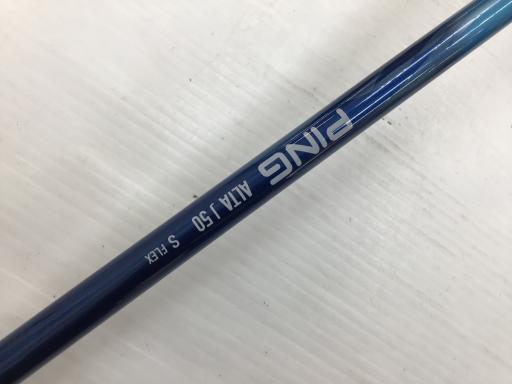 PING ALTA J 50 S FLEX